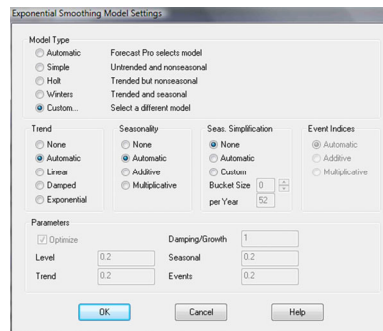 Exponential Smoothing Model Settings
Model Type
Automatic Forecast Pro selects model
Simple Untrended and nonseasonal
Holt Trended but nonseasonal
Winters Trended and seasonal
Custom... Select a different model
Trend Seasonality Seas. Simplification Event Indices
None None None Automatic
Automatic Automatic Automatic Additive
Linear Additive Custom Multiplicative
Damped Multiplicative Bucket Size 0
Exponential per Year 52
Parameters
Optimize Damping/Growth 1
Level 0.2 Seasonal 0.2
Trend 0.2 Events 0.2
OK Cancel Help